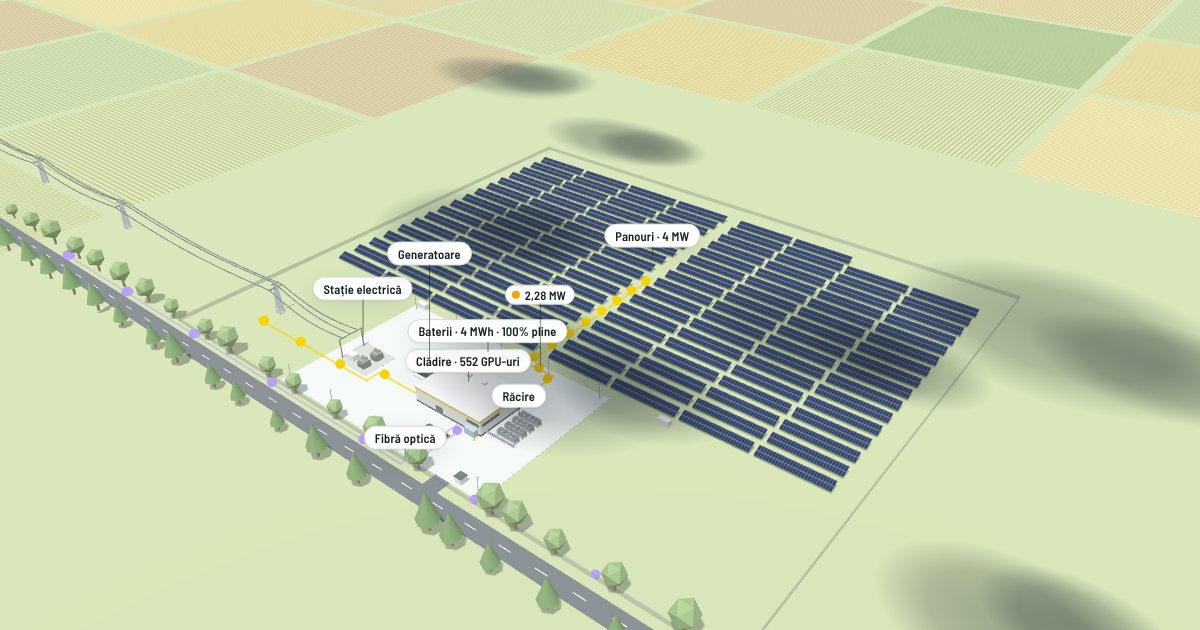 Panouri · 4 MW
Generatoare
Stație electrică
2,28 MW
Baterii · 4 MWh · 100% pline
Clădire · 552 GPU-uri
Răcire
Fibră optică